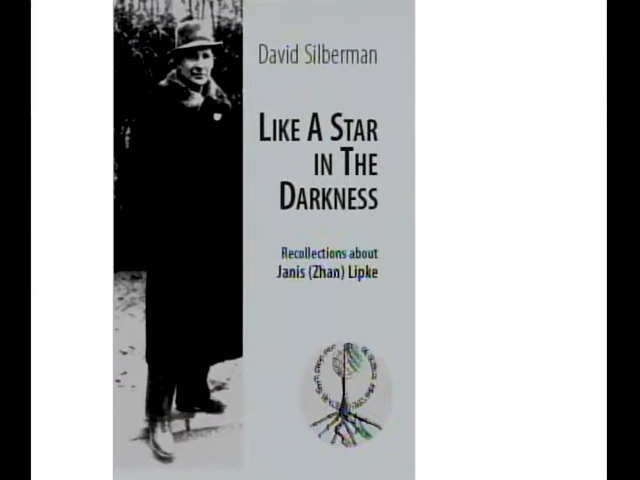 David Silberman
LIKE A STAR
IN THE
DARKNESS
Recollections about
Janis (Zhan) Lipke